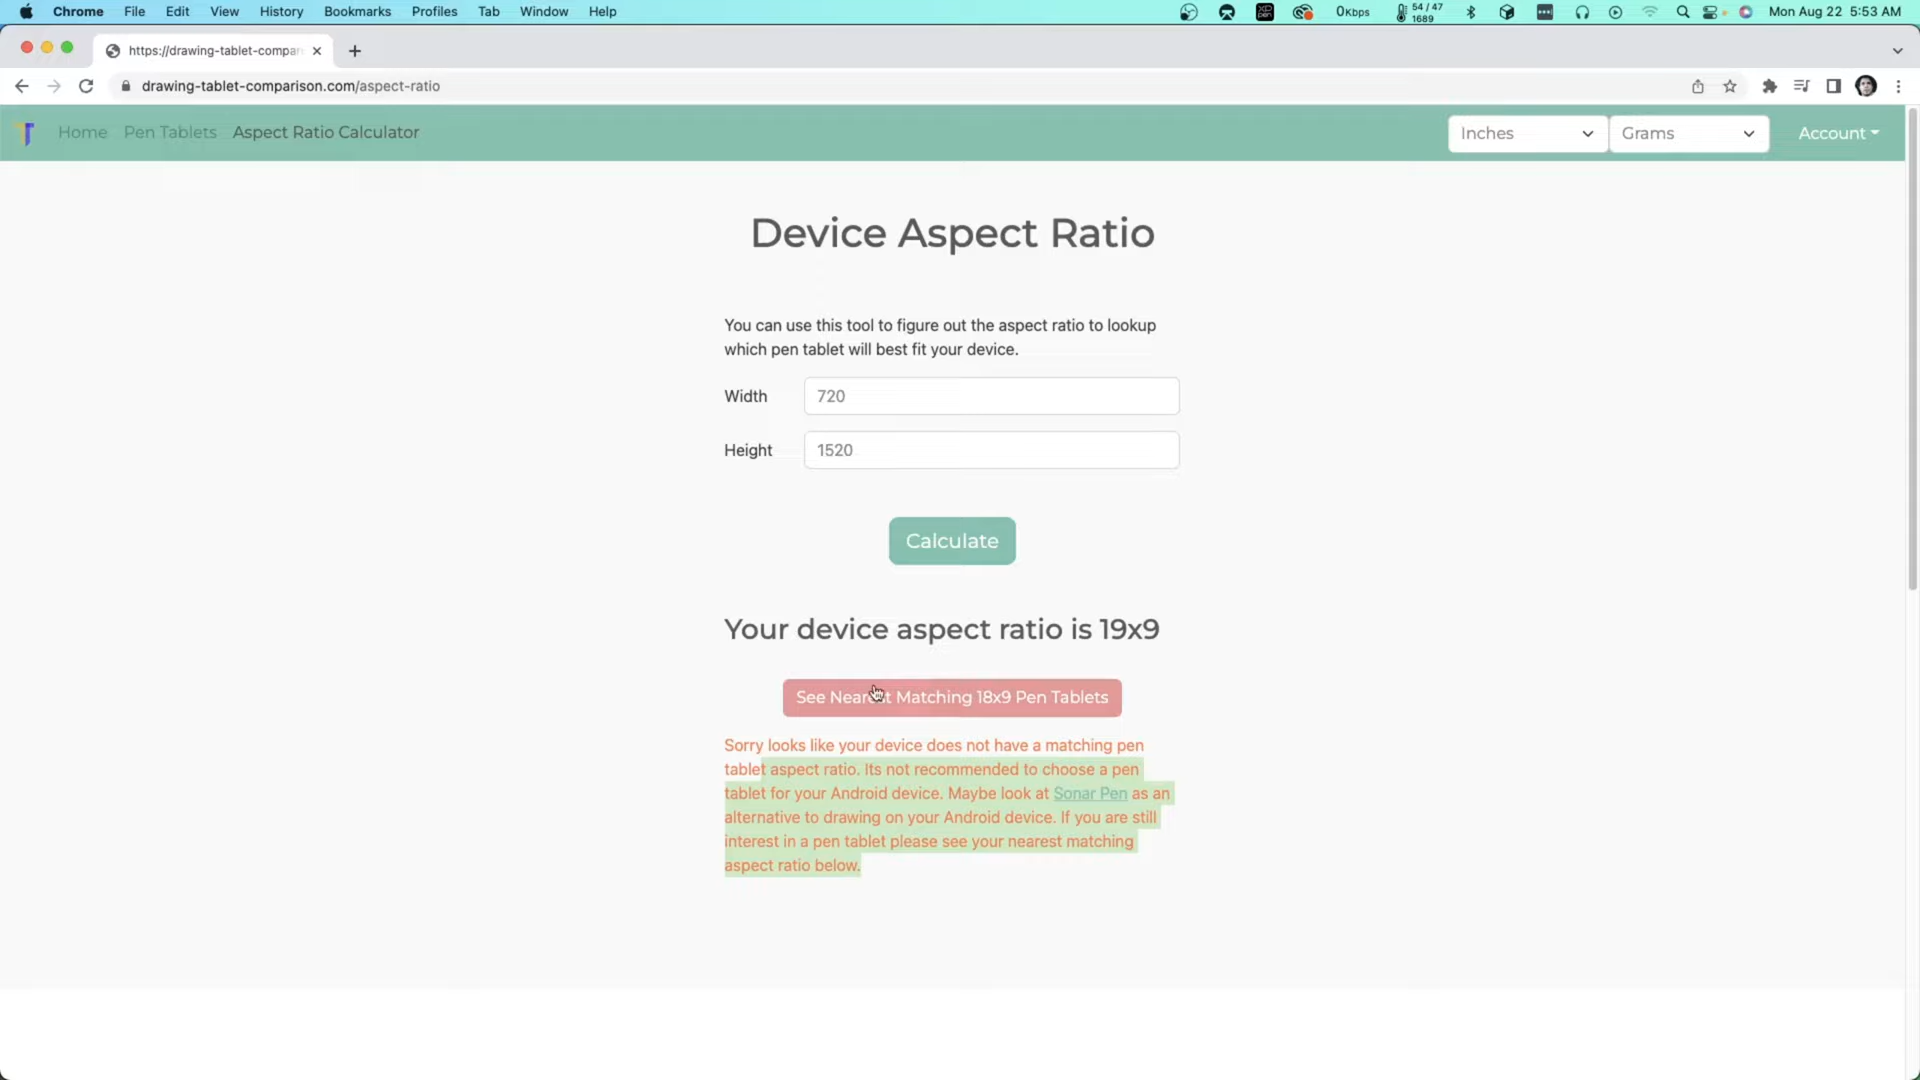 Chrome File Edit View History Bookmarks Profiles Tab Window Help 0Kbps 54 / 47 1689 Mon Aug 22 5:53 AM
https://drawing-tablet-compar
drawing-tablet-comparison.com/aspect-ratio
Home Pen Tablets Aspect Ratio Calculator Inches Grams Account
Device Aspect Ratio
You can use this tool to figure out the aspect ratio to lookup
which pen tablet will best fit your device.
Width 720
Height 1520
Calculate
Your device aspect ratio is 19x9
See Nearest Matching 18x9 Pen Tablets
Sorry looks like your device does not have a matching pen
tablet aspect ratio. Its not recommended to choose a pen
tablet for your Android device. Maybe look at Sonar Pen as an
alternative to drawing on your Android device. If you are still
interest in a pen tablet please see your nearest matching
aspect ratio below.